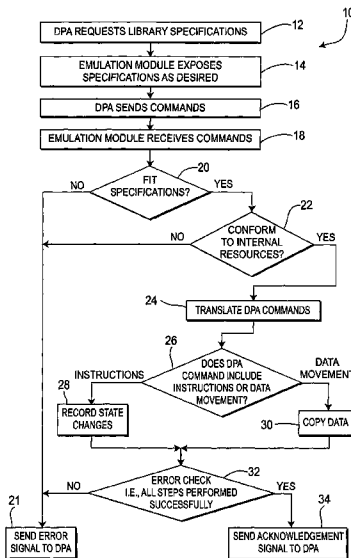 10
DPA REQUESTS LIBRARY SPECIFICATIONS
12
EMULATION MODULE EXPOSES
SPECIFICATIONS AS DESIRED
14
DPA SENDS COMMANDS
16
EMULATION MODULE RECEIVES COMMANDS
18
20
NO
FIT
SPECIFICATIONS?
YES
22
NO
CONFORM
TO INTERNAL
RESOURCES?
YES
24
TRANSLATE DPA COMMANDS
26
INSTRUCTIONS
DOES DPA
COMMAND INCLUDE
INSTRUCTIONS OR DATA
MOVEMENT?
DATA
MOVEMENT
28
RECORD STATE
CHANGES
30
COPY DATA
32
NO
ERROR CHECK
I.E., ALL STEPS PERFORMED
SUCCESSFULLY
YES
21
SEND ERROR
SIGNAL TO DPA
34
SEND ACKNOWLEDGEMENT
SIGNAL TO DPA